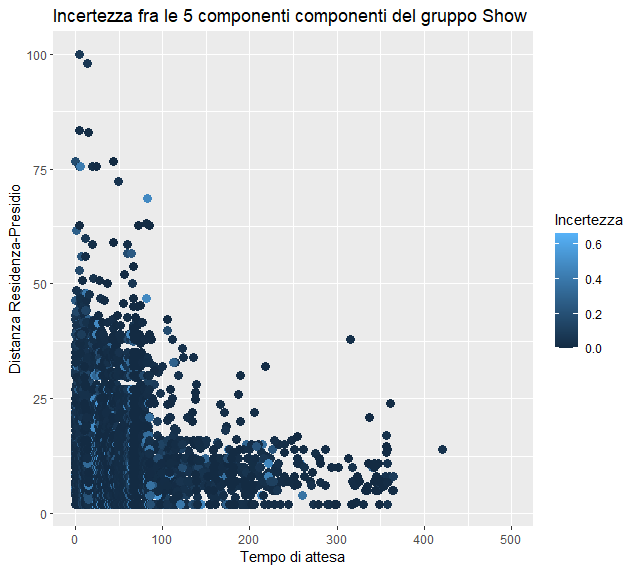 Incertezza fra le 5 componenti componenti del gruppo Show
100
75
50
25
0
Distanza Residenza-Presidio
0 100 200 300 400 500
Tempo di attesa
Incertezza
0.6
0.4
0.2
0.0